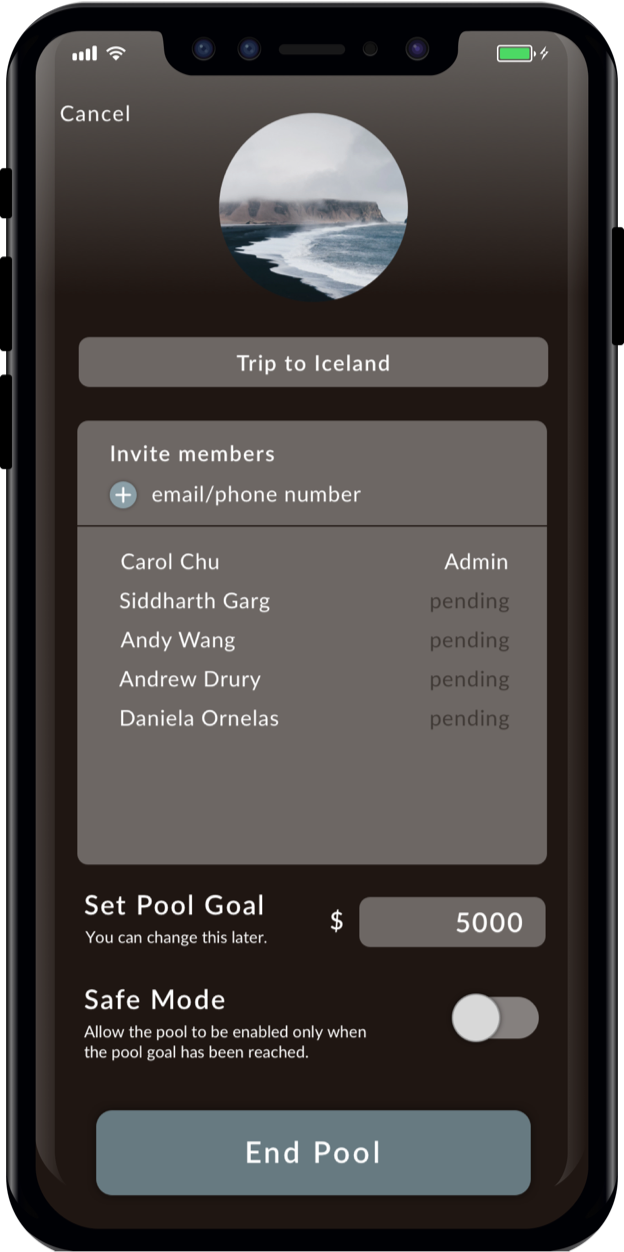 Cancel
Trip to Iceland
Invite members
email/phone number
Carol Chu Admin
Siddharth Garg pending
Andy Wang pending
Andrew Drury pending
Daniela Ornelas pending
Set Pool Goal
You can change this later.
$ 5000
Safe Mode
Allow the pool to be enabled only when
the pool goal has been reached.
End Pool